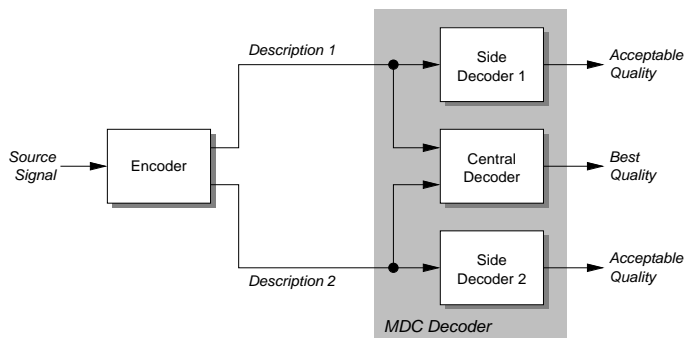 Description 1
Side
Decoder 1
Acceptable
Quality
Source
Signal
Encoder
Central
Decoder
Best
Quality
Side
Decoder 2
Acceptable
Quality
Description 2
MDC Decoder